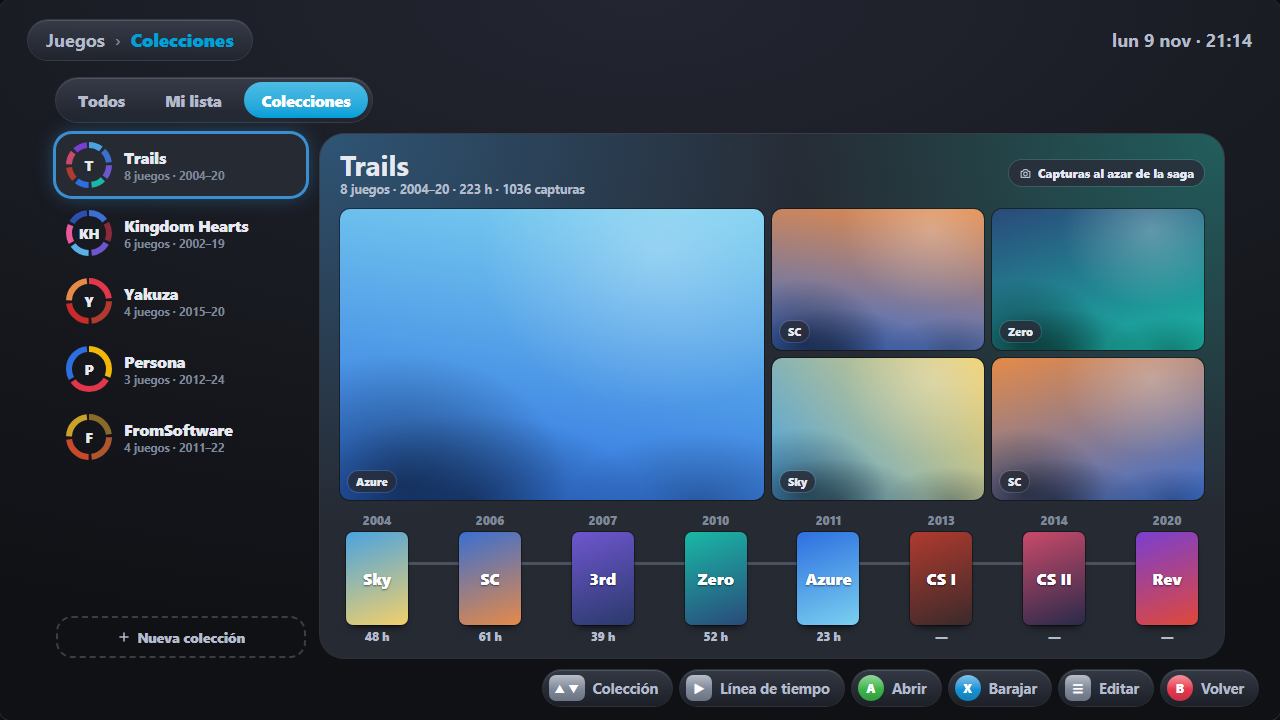 Juegos › Colecciones
lun 9 nov · 21:14
Todos Mi lista Colecciones
T Trails
8 juegos · 2004–20
KH Kingdom Hearts
6 juegos · 2002–19
Y Yakuza
4 juegos · 2015–20
P Persona
3 juegos · 2012–24
F FromSoftware
4 juegos · 2011–22
+ Nueva colección
Trails
8 juegos · 2004–20 · 223 h · 1036 capturas
Capturas al azar de la saga
Azure
SC
Zero
Sky
SC
2004 2006 2007 2010 2011 2013 2014 2020
Sky SC 3rd Zero Azure CS I CS II Rev
48 h 61 h 39 h 52 h 23 h — — —
▲▼ Colección ▶ Línea de tiempo A Abrir X Barajar ☰ Editar B Volver